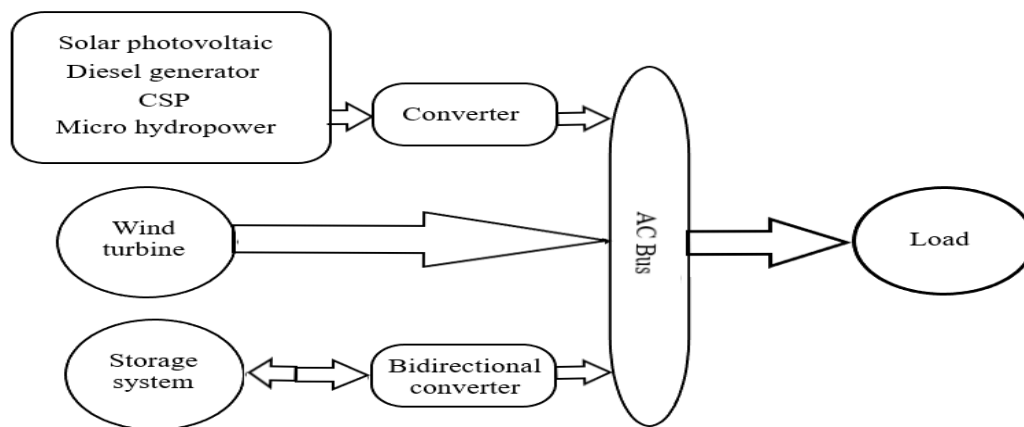 Solar photovoltaic
Diesel generator
CSP
Micro hydropower
Converter
Wind
turbine
AC Bus
Load
Storage
system
Bidirectional
converter